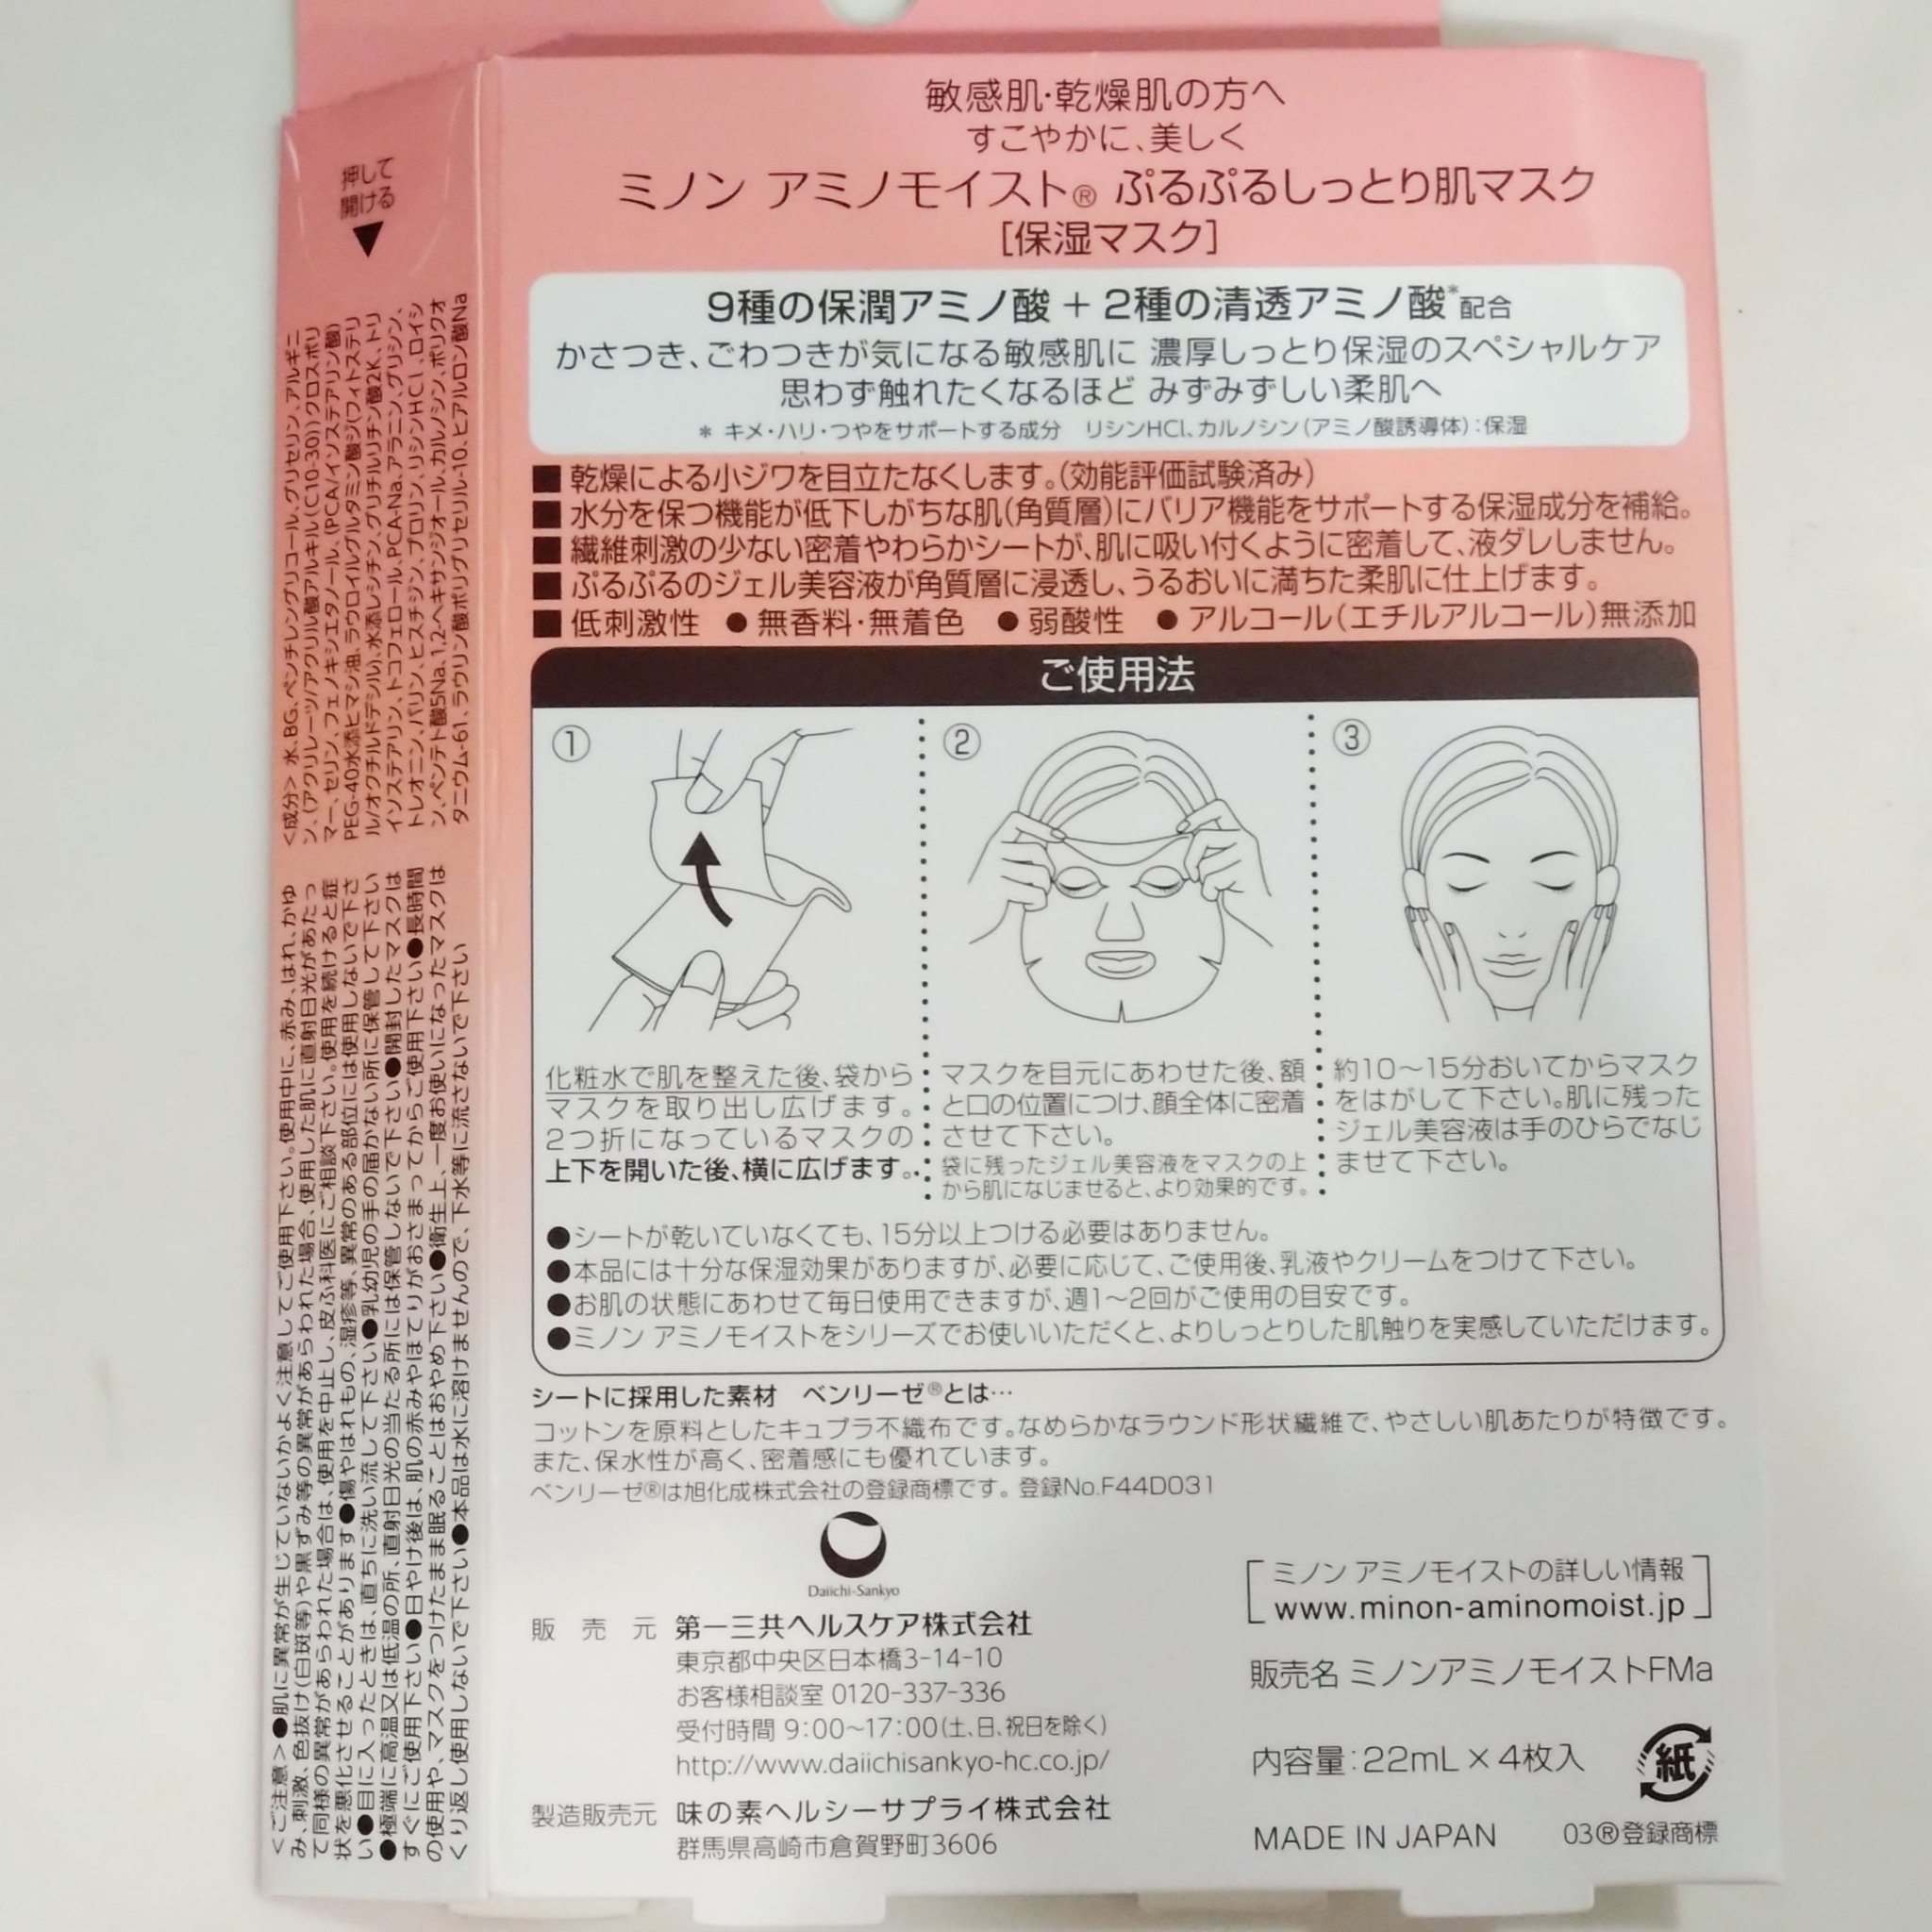 敏感肌・乾燥肌の方へ
すこやかに、美しく
ミノン アミノモイスト® ぷるぷるしっとり肌マスク
[保湿マスク]
9種の保潤アミノ酸 + 2種の清透アミノ酸*配合
かさつき、ごわつきが気になる敏感肌に 濃厚しっとり保湿のスペシャルケア
思わず触れたくなるほど みずみずしい柔肌へ
* キメ・ハリ・つやをサポートする成分 リシンHCl、カルノシン(アミノ酸誘導体):保湿
■ 乾燥による小ジワを目立たなくします。(効能評価試験済み)
■ 水分を保つ機能が低下しがちな肌(角質層)にバリア機能をサポートする保湿成分を補給。
■ 繊維刺激の少ない密着やわらかシートが、肌に吸い付くように密着して、液ダレしません。
■ ぷるぷるのジェル美容液が角質層に浸透し、うるおいに満ちた柔肌に仕上げます。
■ 低刺激性 ● 無香料・無着色 ● 弱酸性 ● アルコール(エチルアルコール)無添加
ご使用法
①
化粧水で肌を整えた後、袋から
マスクを取り出し広げます。
2つ折になっているマスクの
上下を開いた後、横に広げます。
②
マスクを目元にあわせた後、額
と口の位置につけ、顔全体に密着
させて下さい。
袋に残ったジェル美容液をマスクの上
から肌になじませると、より効果的です。
③
約10～15分おいてからマスク
をはがして下さい。肌に残った
ジェル美容液は手のひらでなじ
ませて下さい。
●シートが乾いていなくても、15分以上つける必要はありません。
●本品には十分な保湿効果がありますが、必要に応じて、ご使用後、乳液やクリームをつけて下さい。
●お肌の状態にあわせて毎日使用できますが、週1～2回がご使用の目安です。
●ミノン アミノモイストをシリーズでお使いいただくと、よりしっとりした肌触りを実感していただけます。
シートに採用した素材 ベンリーゼ®とは…
コットンを原料としたキュプラ不織布です。なめらかなラウンド形状繊維で、やさしい肌あたりが特徴です。
また、保水性が高く、密着感にも優れています。
ベンリーゼ®は旭化成株式会社の登録商標です。登録No.F44D031
Daiichi-Sankyo
販売元 第一三共ヘルスケア株式会社
東京都中央区日本橋3-14-10
お客様相談室 0120-337-336
受付時間 9:00～17:00(土、日、祝日を除く)
http://www.daiichisankyo-hc.co.jp/
製造販売元 味の素ヘルシーサプライ株式会社
群馬県高崎市倉賀野町3606
ミノン アミノモイストの詳しい情報
www.minon-aminomoist.jp
販売名 ミノンアミノモイストFMa
内容量:22mL×4枚入
紙
MADE IN JAPAN
03®登録商標
押して
開ける
▼
<成分> 水、BG、ペンチレングリコール、グリセリン、アルギニ
ン、(アクリレーツ/アクリル酸アルキル(C10-30))クロスポリ
マー、セリン、フェノキシエタノール、(PCA/イソステアリン酸)
PEG-40水添ヒマシ油、ラウロイルグルタミン酸ジ(フィトステリ
ル/オクチルドデシル)、水添レシチン、グリチルリチン酸2K、トリ
イソステアリン、トコフェロール、PCA-Na、アラニン、グリシン、
トレオニン、バリン、ヒスチジン、プロリン、リシンHCl、ロイシ
ン、ペンテト酸5Na、1,2-ヘキサンジオール、カルノシン、ポリクオ
タニウム-61、ラウリン酸ポリグリセリル-10、ヒアルロン酸Na
<ご注意> ●肌に異常が生じていないかよく注意してご使用下さい。使用中に、赤み、はれ、かゆ
み、刺激、色抜け(白斑等)や黒ずみ等の異常があらわれた場合、使用した肌に直射日光があたっ
て同様の異常があらわれた場合は、使用を中止し、皮ふ科医にご相談下さい。使用を続けると症
状を悪化させることがあります●傷やはれもの、湿疹等、異常のある部位には使用しないで下さ
い●目に入ったときは、直ちに洗い流して下さい●乳幼児の手の届かない所に保管して下さい
●極端に高温又は低温の所、直射日光の当たる所には保管しないで下さい●開封したマスクは
すぐにご使用下さい●日やけ後は、肌の赤みやほてりがおさまってからご使用下さい●長時間
の使用や、マスクをつけたまま眠ることはおやめ下さい●衛生上、一度お使いになったマスクは
くり返し使用しないで下さい●本品は水に溶けませんので、下水等に流さないで下さい